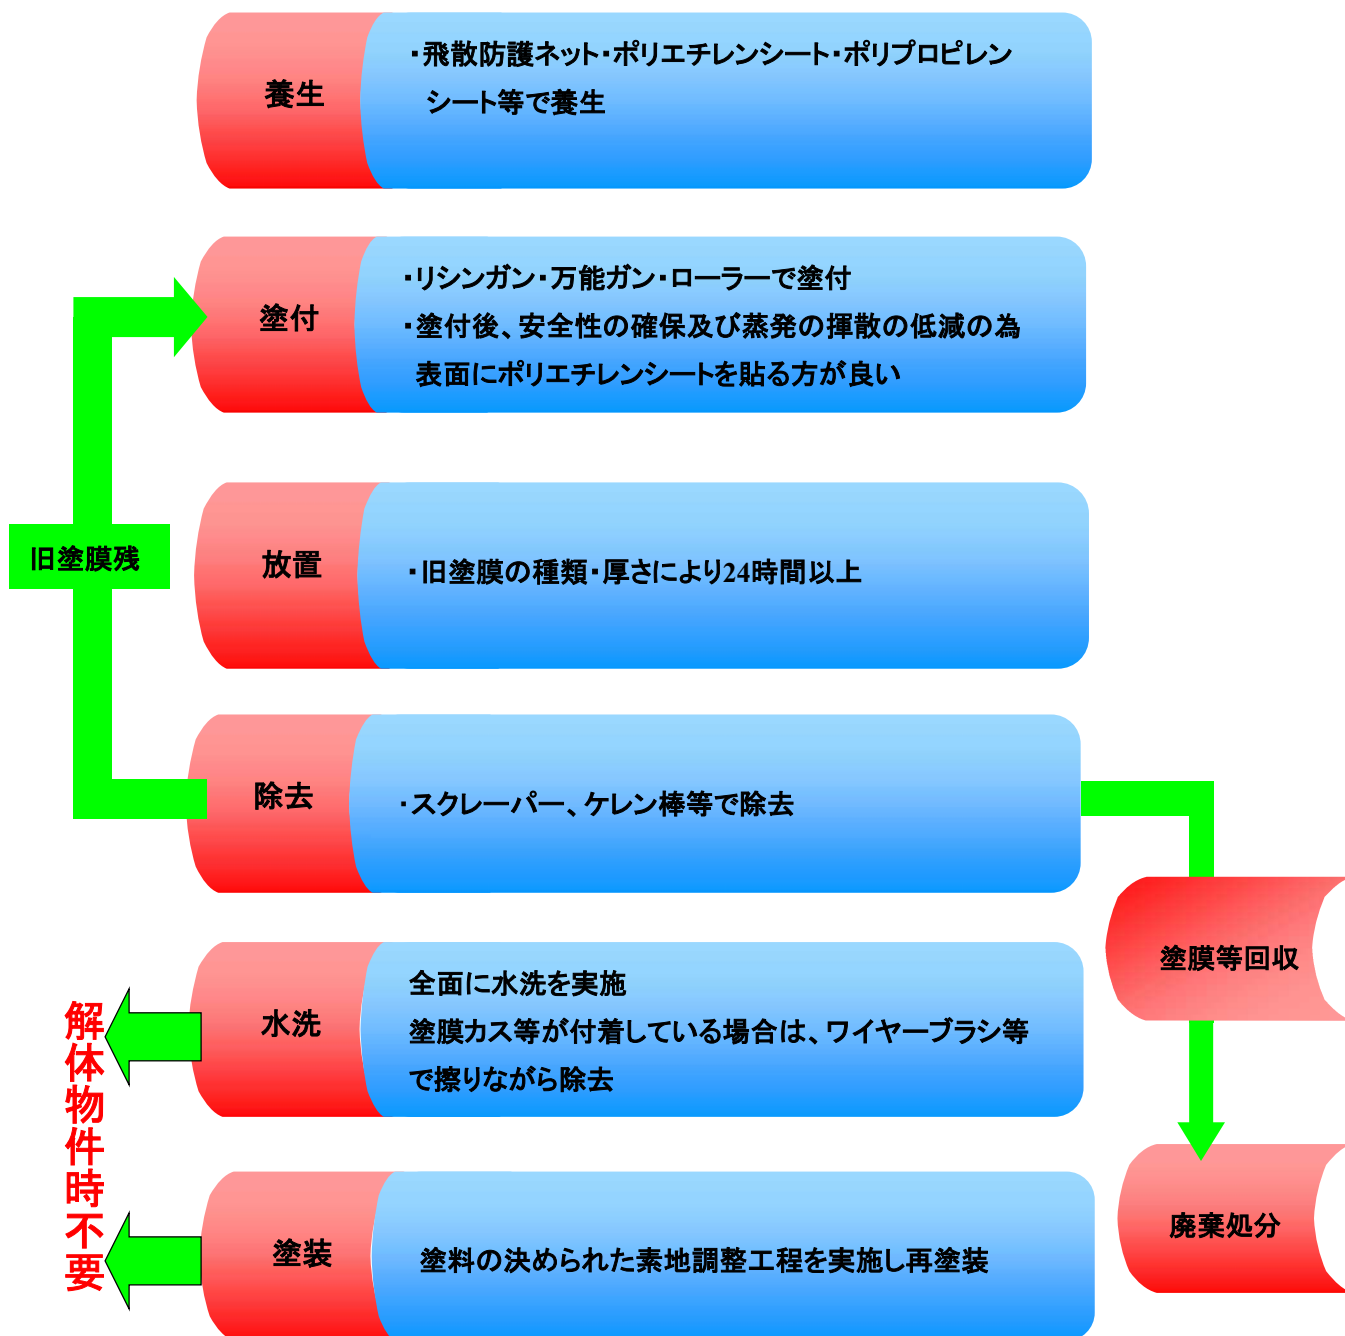 養生
・飛散防護ネット・ポリエチレンシート・ポリプロピレン
シート等で養生
塗付
・リシンガン・万能ガン・ローラーで塗付
・塗付後、安全性の確保及び蒸発の揮散の低減の為
表面にポリエチレンシートを貼る方が良い
旧塗膜残
放置
・旧塗膜の種類・厚さにより24時間以上
除去
・スクレーパー、ケレン棒等で除去
塗膜等回収
水洗
全面に水洗を実施
塗膜カス等が付着している場合は、ワイヤーブラシ等
で擦りながら除去
解体物件時不要
廃棄処分
塗装
塗料の決められた素地調整工程を実施し再塗装